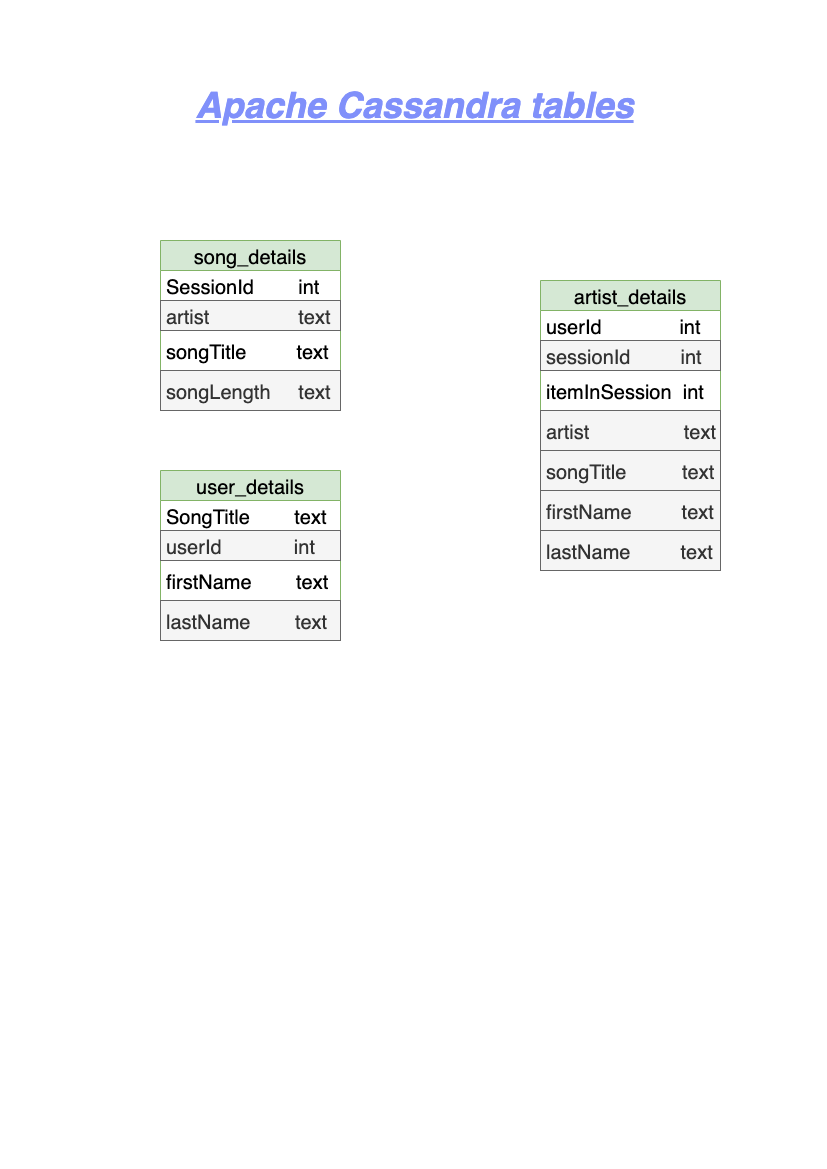 Apache Cassandra tables
song_details
SessionId int
artist text
songTitle text
songLength text
user_details
SongTitle text
userId int
firstName text
lastName text
artist_details
userId int
sessionId int
itemInSession int
artist text
songTitle text
firstName text
lastName text